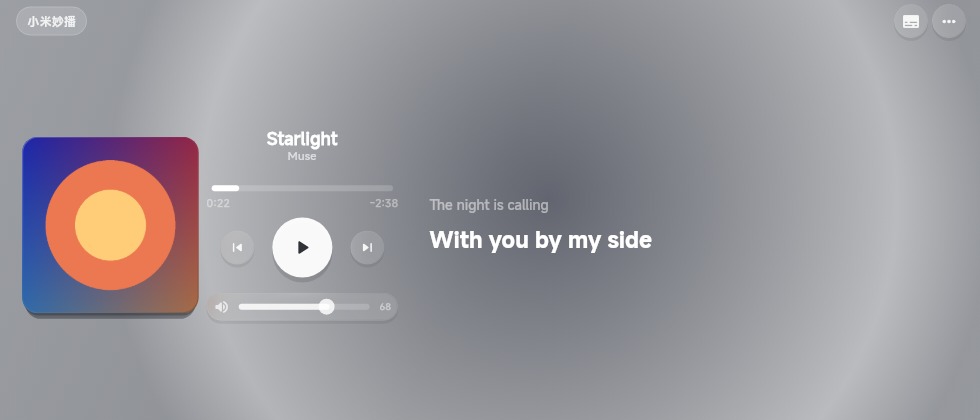 小米妙播
Starlight
Muse
0:22
-2:38
68
The night is calling
With you by my side